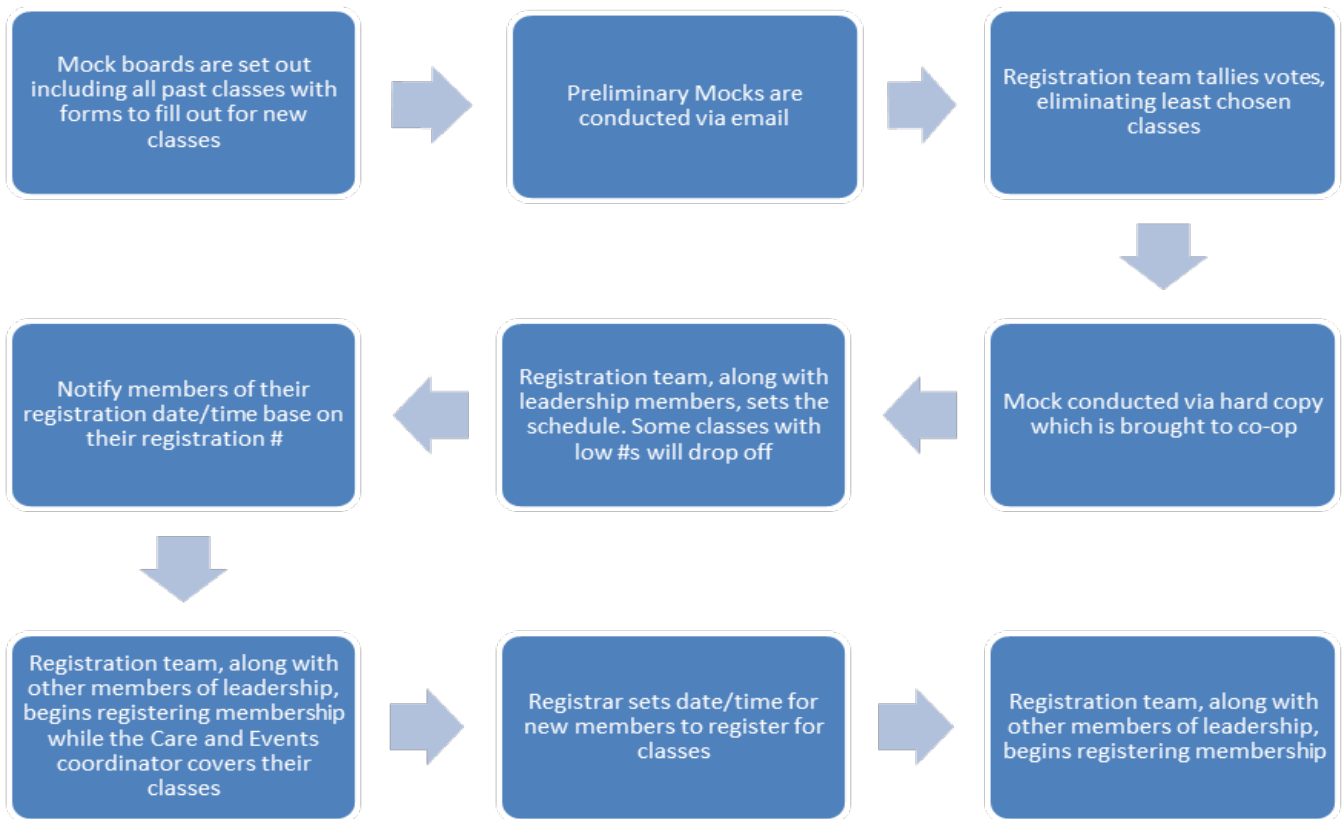 Mock boards are set out
including all past classes with
forms to fill out for new
classes
Preliminary Mocks are
conducted via email
Registration team tallies votes,
eliminating least chosen
classes
Mock conducted via hard copy
which is brought to co-op
Registration team, along with
leadership members, sets the
schedule. Some classes with
low #s will drop off
Notify members of their
registration date/time base on
their registration #
Registration team, along with
other members of leadership,
begins registering membership
while the Care and Events
coordinator covers their
classes
Registrar sets date/time for
new members to register for
classes
Registration team, along with
other members of leadership,
begins registering membership